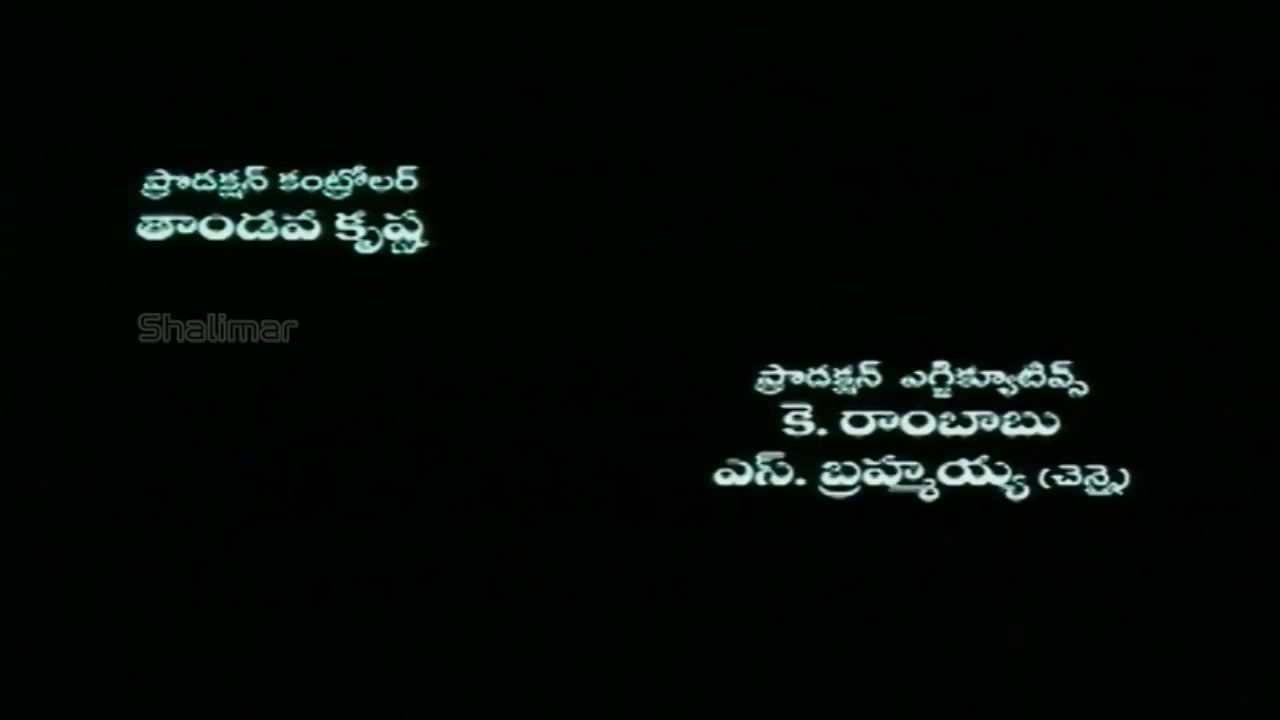 ప్రొడక్షన్ కంట్రోలర్
తాండవ కృష్ణ
Shalimar
ప్రొడక్షన్ ఎగ్జిక్యూటివ్స్
కె. రాంబాబు
ఎస్. బ్రహ్మయ్య (చెన్నై)